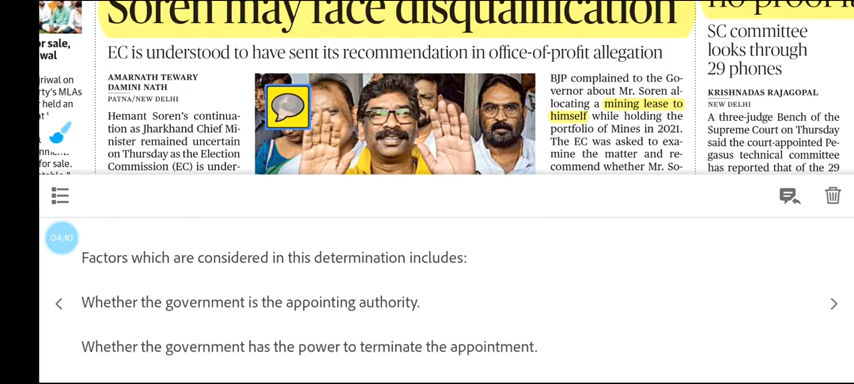 Soren may face disqualification
EC is understood to have sent its recommendation in office-of-profit allegation
or sale,
wal
riwal on
rty's MLAs
held an
for sale.
AMARNATH TEWARY
DAMINI NATH
PATNA/NEW DELHI
Hemant Soren's continua-
tion as Jharkhand Chief Mi-
nister remained uncertain
on Thursday as the Election
Commission (EC) is under-
BJP complained to the Go-
vernor about Mr. Soren al-
locating a mining lease to
himself while holding the
portfolio of Mines in 2021.
The EC was asked to exa-
mine the matter and re-
commend whether Mr. So-
SC committee
looks through
29 phones
KRISHNADAS RAJAGOPAL
NEW DELHI
A three-judge Bench of the
Supreme Court on Thursday
said the court-appointed Pe-
gasus technical committee
has reported that of the 29
04:10
Factors which are considered in this determination includes:
Whether the government is the appointing authority.
Whether the government has the power to terminate the appointment.